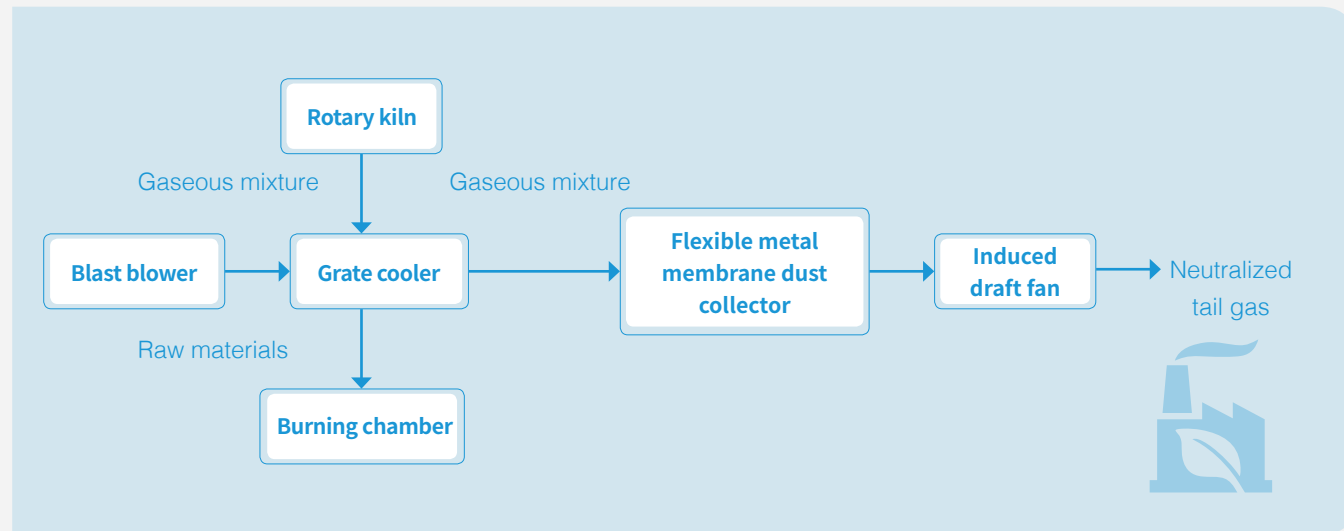 Rotary kiln
Gaseous mixture
Gaseous mixture
Blast blower
Grate cooler
Flexible metal
membrane dust
collector
Induced
draft fan
Neutralized
tail gas
Raw materials
Burning chamber